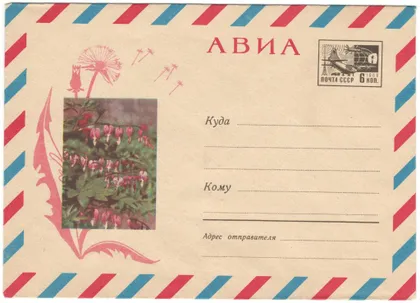 АВИА
ПОЧТА СССР
6 КОП.
Куда
Кому
Адрес отправителя